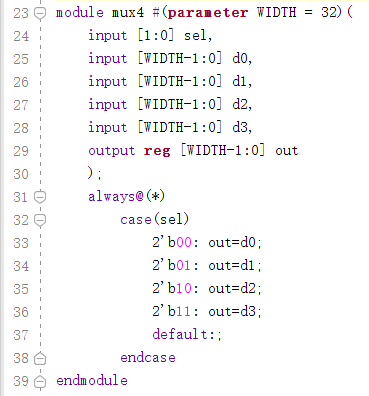 23 module mux4 #(parameter WIDTH = 32)(
24 input [1:0] sel,
25 input [WIDTH-1:0] d0,
26 input [WIDTH-1:0] d1,
27 input [WIDTH-1:0] d2,
28 input [WIDTH-1:0] d3,
29 output reg [WIDTH-1:0] out
30 );
31 always@(*)
32 case(sel)
33 2'b00: out=d0;
34 2'b01: out=d1;
35 2'b10: out=d2;
36 2'b11: out=d3;
37 default:;
38 endcase
39 endmodule